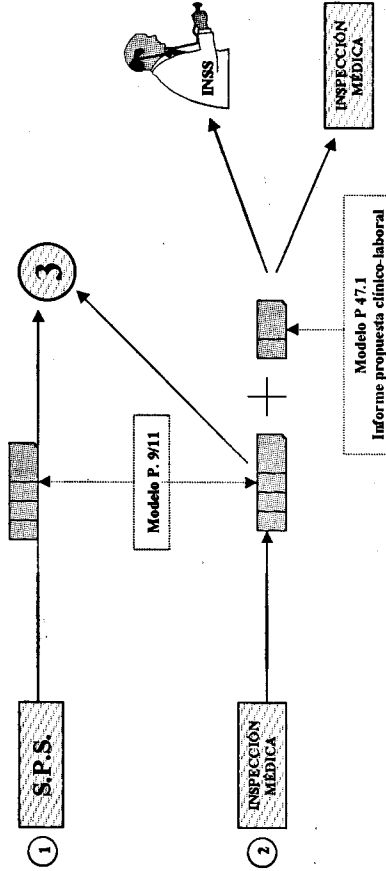 1
S.P.S.
3
Modelo P. 9/11
2
INSPECCIÓN
MÉDICA
+
INSS
INSPECCIÓN
MÉDICA
Modelo P 47.1
Informe propuesta clínico-laboral